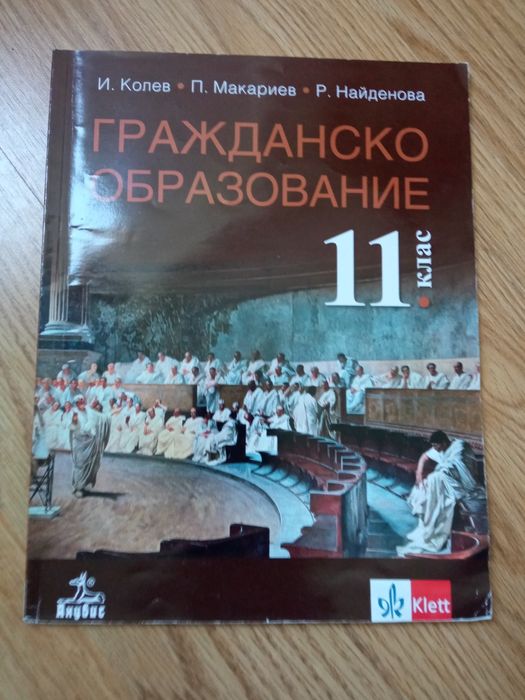 И. Колев • П. Макариев • Р. Найденова
ГРАЖДАНСКО
ОБРАЗОВАНИЕ
11. клас
Анубис
Klett